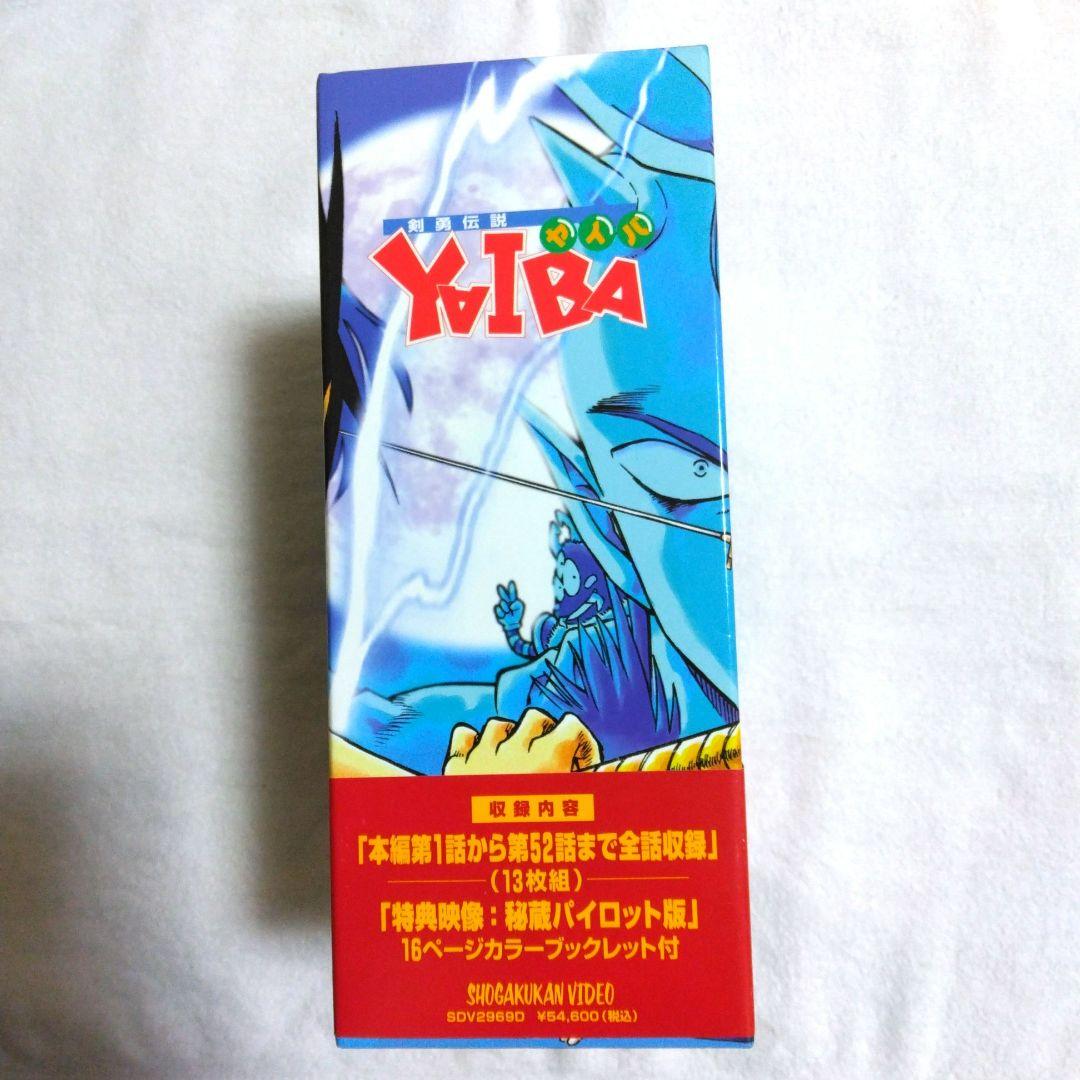 剣勇伝説
ヤイバ
YAIBA
収録内容
「本編第1話から第52話まで全話収録」
(13枚組)
「特典映像：秘蔵パイロット版」
16ページカラーブックレット付
SHOGAKUKAN VIDEO
SDV2969D ¥54,600(税込)